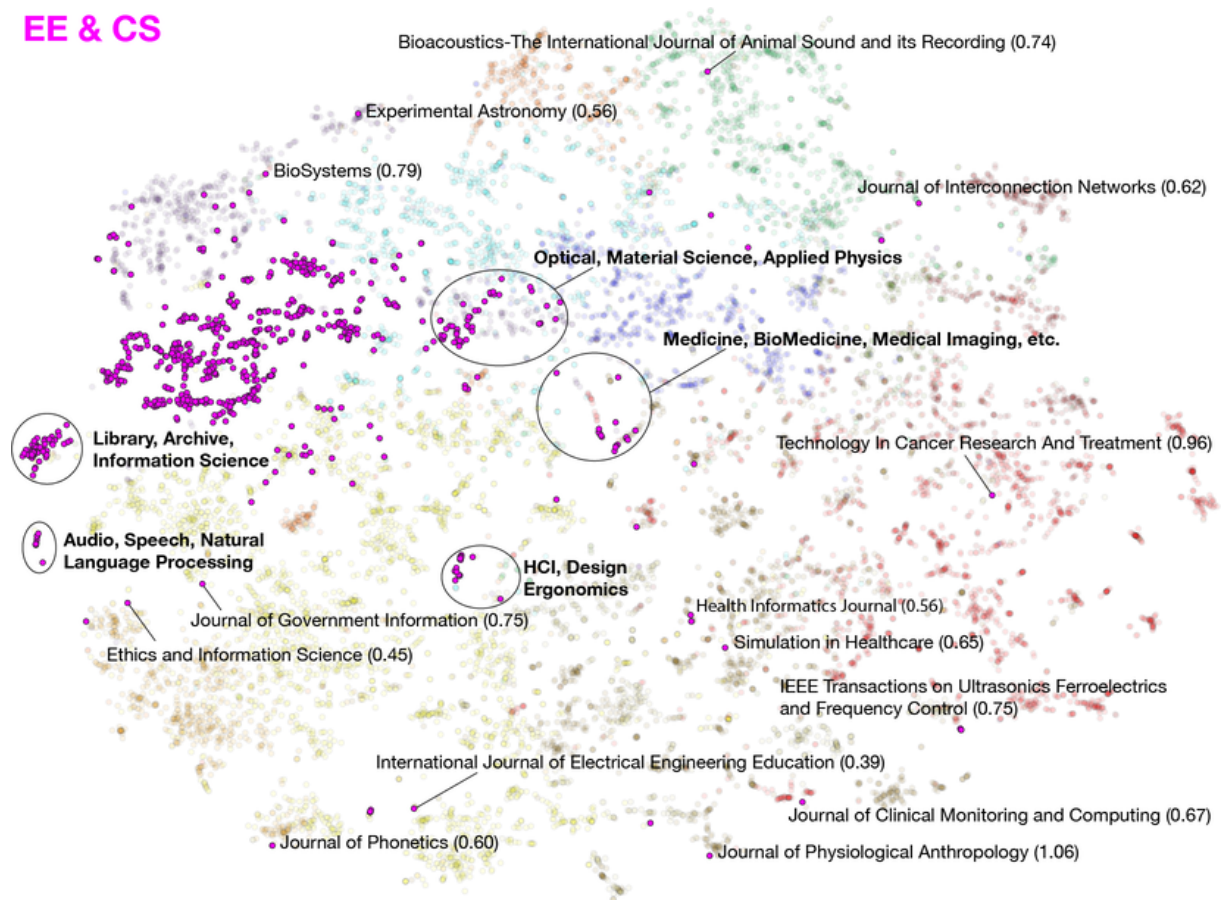 EE & CS
Bioacoustics-The International Journal of Animal Sound and its Recording (0.74)
Experimental Astronomy (0.56)
BioSystems (0.79)
Journal of Interconnection Networks (0.62)
Optical, Material Science, Applied Physics
Medicine, BioMedicine, Medical Imaging, etc.
Library, Archive,
Information Science
Technology In Cancer Research And Treatment (0.96)
Audio, Speech, Natural
Language Processing
HCI, Design
Ergonomics
Journal of Government Information (0.75)
Health Informatics Journal (0.56)
Ethics and Information Science (0.45)
Simulation in Healthcare (0.65)
IEEE Transactions on Ultrasonics Ferroelectrics
and Frequency Control (0.75)
International Journal of Electrical Engineering Education (0.39)
Journal of Clinical Monitoring and Computing (0.67)
Journal of Phonetics (0.60)
Journal of Physiological Anthropology (1.06)